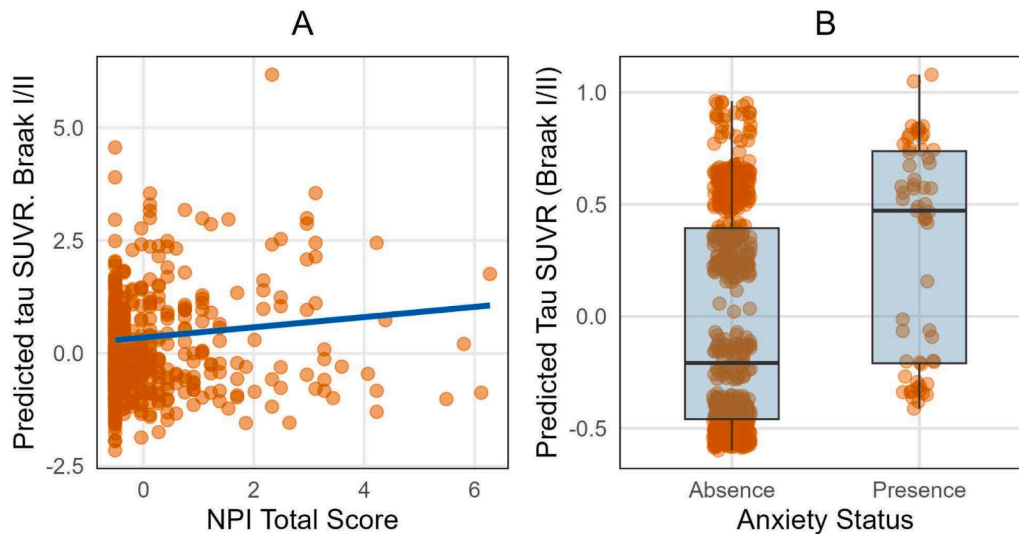 A
Predicted tau SUVR. Braak I/II
5.0
2.5
0.0
-2.5
0 2 4 6
NPI Total Score
B
Predicted Tau SUVR (Braak I/II)
1.0
0.5
0.0
-0.5
Absence Presence
Anxiety Status